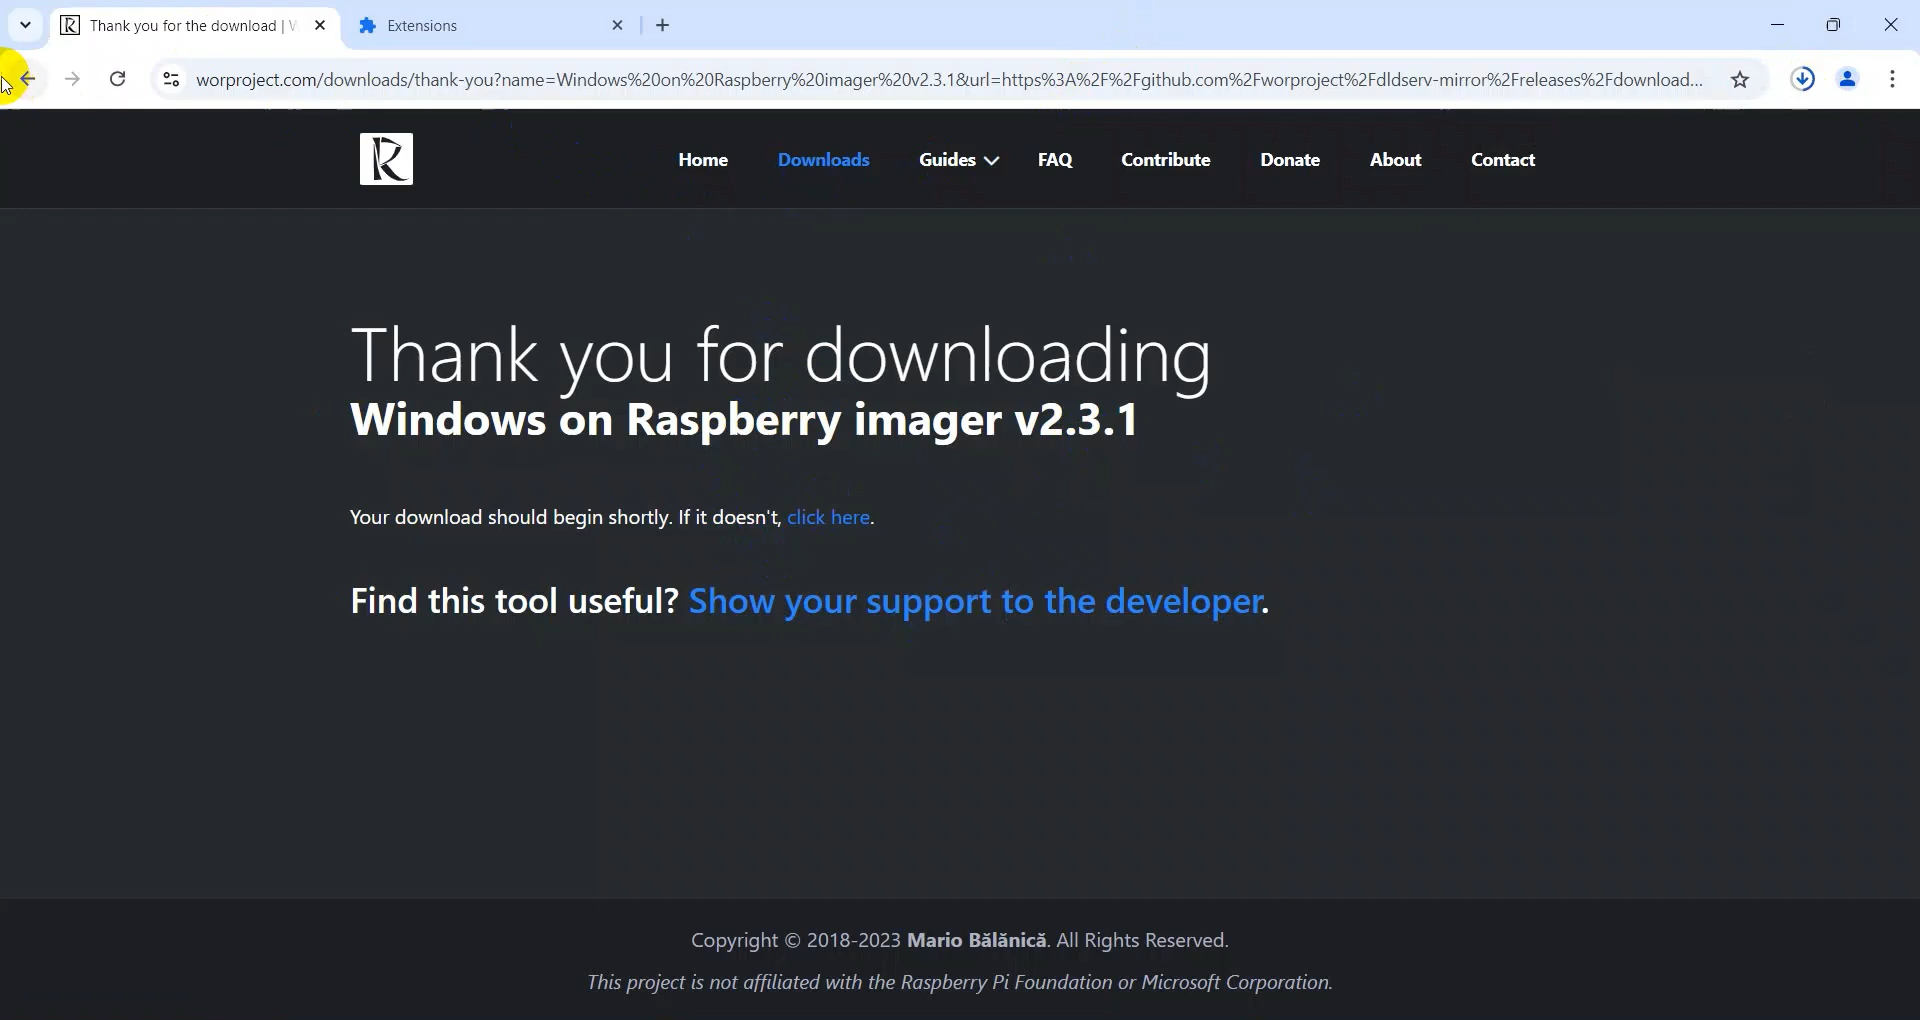 Thank you for the download |
Extensions
worproject.com/downloads/thank-you?name=Windows%20on%20Raspberry%20imager%20v2.3.1&url=https%3A%2F%2Fgithub.com%2Fworproject%2Fdldserv-mirror%2Freleases%2Fdownload...
R
Home
Downloads
Guides
FAQ
Contribute
Donate
About
Contact
Thank you for downloading
Windows on Raspberry imager v2.3.1
Your download should begin shortly. If it doesn't, click here.
Find this tool useful? Show your support to the developer.
Copyright © 2018-2023 Mario Bălănică. All Rights Reserved.
This project is not affiliated with the Raspberry Pi Foundation or Microsoft Corporation.